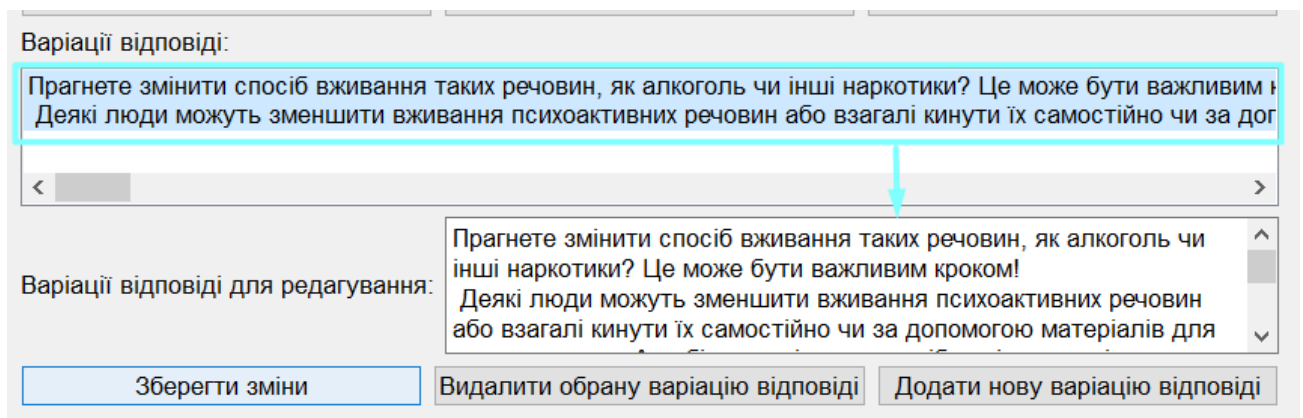 Варіації відповіді:
Прагнете змінити спосіб вживання таких речовин, як алкоголь чи інші наркотики? Це може бути важливим
Деякі люди можуть зменшити вживання психоактивних речовин або взагалі кинути їх самостійно чи за
Прагнете змінити спосіб вживання таких речовин, як алкоголь чи
інші наркотики? Це може бути важливим кроком!
Варіації відповіді для редагування:
Деякі люди можуть зменшити вживання психоактивних речовин
або взагалі кинути їх самостійно чи за допомогою матеріалів для
Зберегти зміни
Видалити обрану варіацію відповіді
Додати нову варіацію відповіді